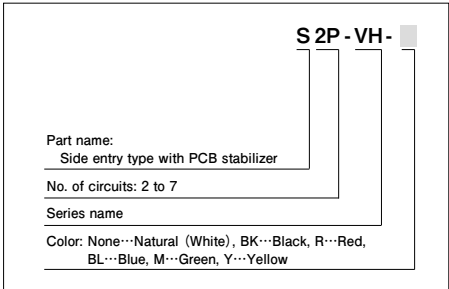 S 2P - VH -
Part name:
Side entry type with PCB stabilizer
No. of circuits: 2 to 7
Series name
Color: None⋯Natural (White), BK⋯Black, R⋯Red,
BL⋯Blue, M⋯Green, Y⋯Yellow